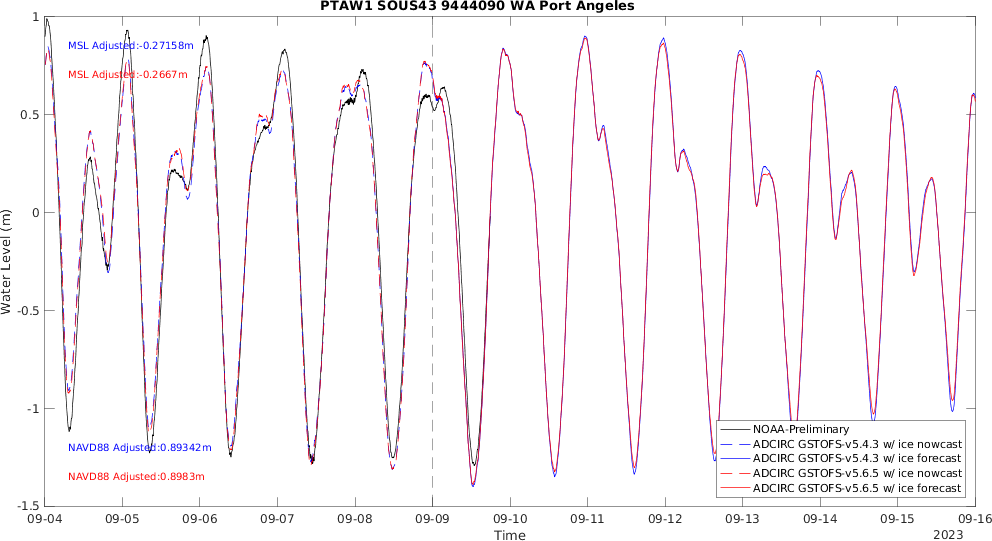 PTAW1 SOUS43 9444090 WA Port Angeles
1
0.5
0
-0.5
-1
-1.5
Water Level (m)
MSL Adjusted:-0.27158m
MSL Adjusted:-0.2667m
NAVD88 Adjusted:0.89342m
NAVD88 Adjusted:0.8983m
NOAA-Preliminary
ADCIRC GSTOFS-v5.4.3 w/ ice nowcast
ADCIRC GSTOFS-v5.4.3 w/ ice forecast
ADCIRC GSTOFS-v5.6.5 w/ ice nowcast
ADCIRC GSTOFS-v5.6.5 w/ ice forecast
09-04 09-05 09-06 09-07 09-08 09-09 09-10 09-11 09-12 09-13 09-14 09-15 09-16
Time
2023